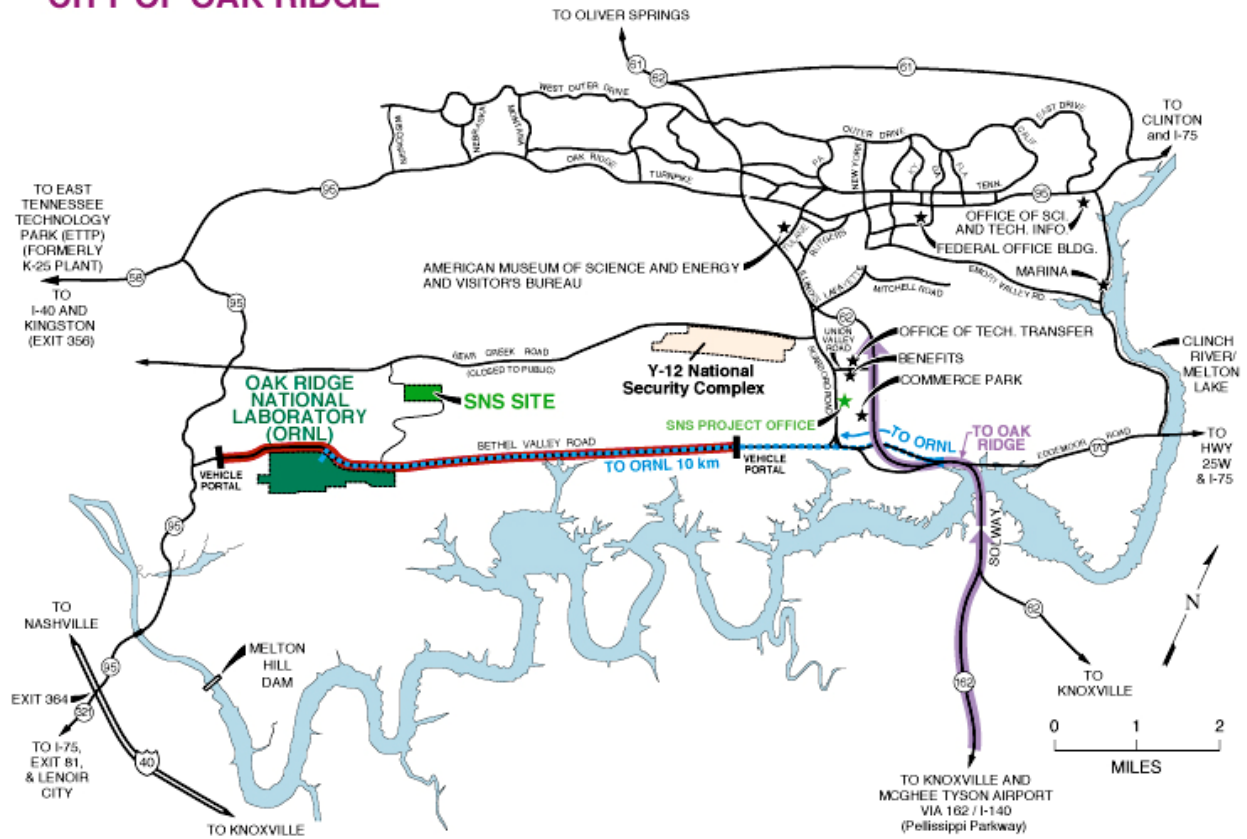 CITY OF OAK RIDGE
TO OLIVER SPRINGS
61
62
61
WEST OUTER DRIVE
WISCONSIN
NEBRASKA
MONTANA
OUTER DRIVE
EAST DRIVE
CALIF
TO
CLINTON
and I-75
OAK RIDGE
TURNPIKE
PA
NEW YORK
KY
GA
FLA
TENN.
95
95
TO EAST
TENNESSEE
TECHNOLOGY
PARK (ETTP)
(FORMERLY
K-25 PLANT)
58
TO
I-40 AND
KINGSTON
(EXIT 356)
95
OFFICE OF SCI.
AND TECH. INFO.
FEDERAL OFFICE BLDG.
TULANE
RUTGERS
AMERICAN MUSEUM OF SCIENCE AND ENERGY
AND VISITOR'S BUREAU
ILLINOIS
LAFAYETTE
MITCHELL ROAD
EMORY VALLEY RD.
MARINA
62
UNION
VALLEY
ROAD
OFFICE OF TECH. TRANSFER
BENEFITS
COMMERCE PARK
CLINCH
RIVER/
MELTON
LAKE
BEAR CREEK ROAD
(CLOSED TO PUBLIC)
Y-12 National
Security Complex
SCARBORO ROAD
OAK RIDGE
NATIONAL
LABORATORY
(ORNL)
SNS SITE
SNS PROJECT OFFICE
BETHEL VALLEY ROAD
TO ORNL 10 km
VEHICLE
PORTAL
VEHICLE
PORTAL
TO ORNL
TO OAK
RIDGE
EDGEMOOR ROAD
170
TO
HWY
25W
& I-75
SOLWAY
95
TO
NASHVILLE
95
EXIT 364
321
TO I-75,
EXIT 81,
& LENOIR
CITY
40
TO KNOXVILLE
MELTON
HILL
DAM
62
TO
KNOXVILLE
162
TO KNOXVILLE AND
MCGHEE TYSON AIRPORT
VIA 162 / I-140
(Pellissippi Parkway)
N
0 1 2
MILES